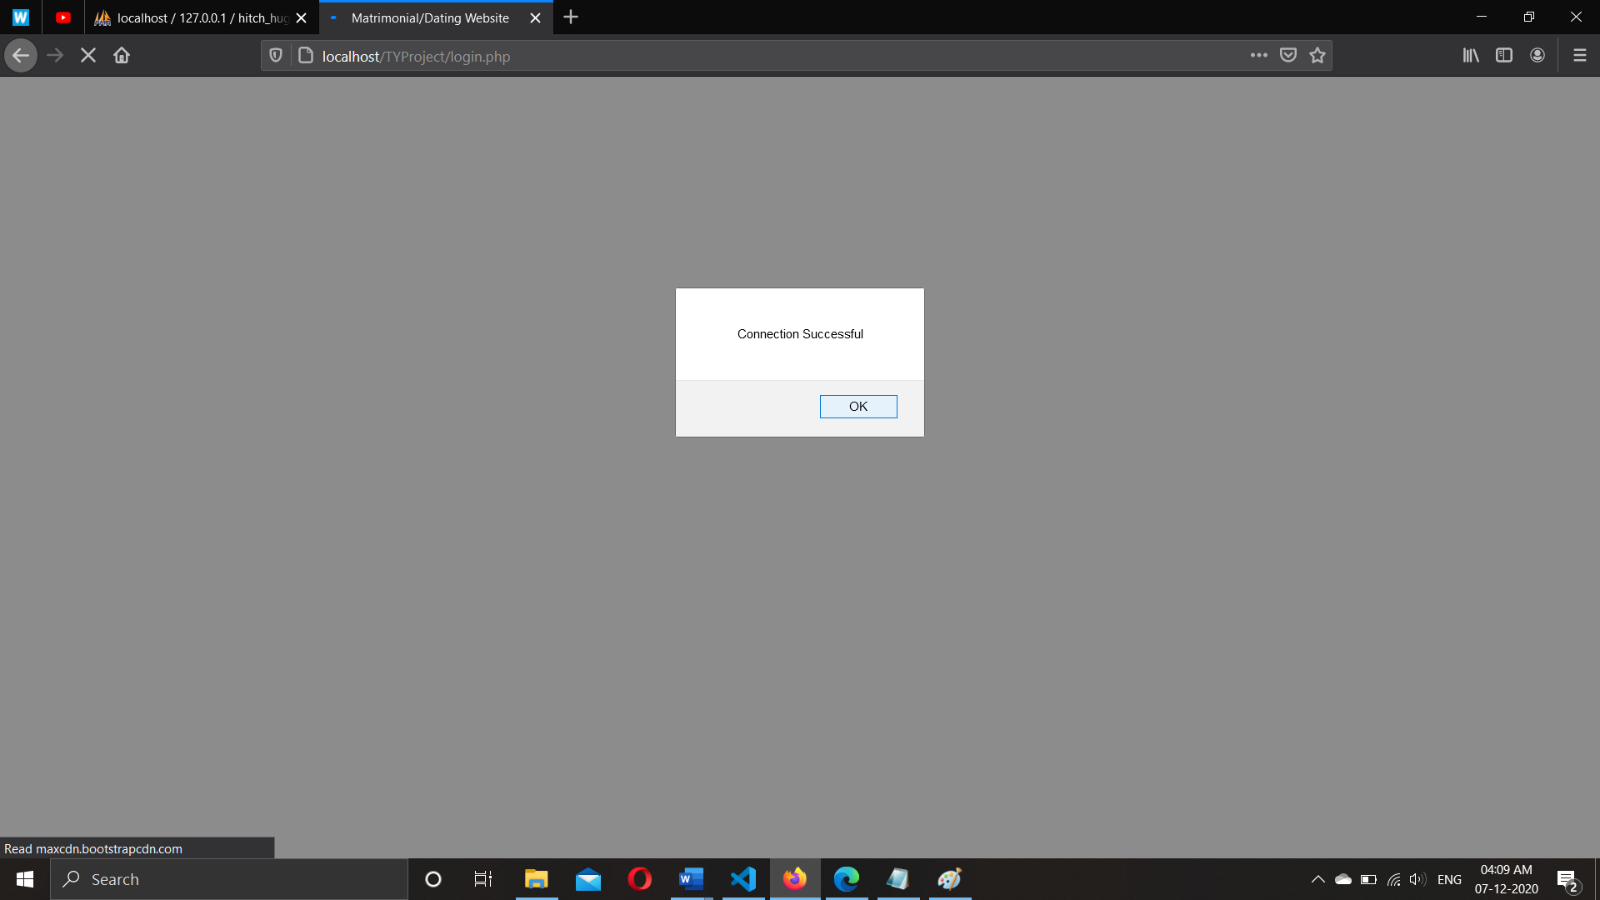 localhost / 127.0.0.1 / hitch_hug
Matrimonial/Dating Website
localhost/TYProject/login.php
Connection Successful
OK
Read maxcdn.bootstrapcdn.com
Search
ENG
04:09 AM
07-12-2020
2